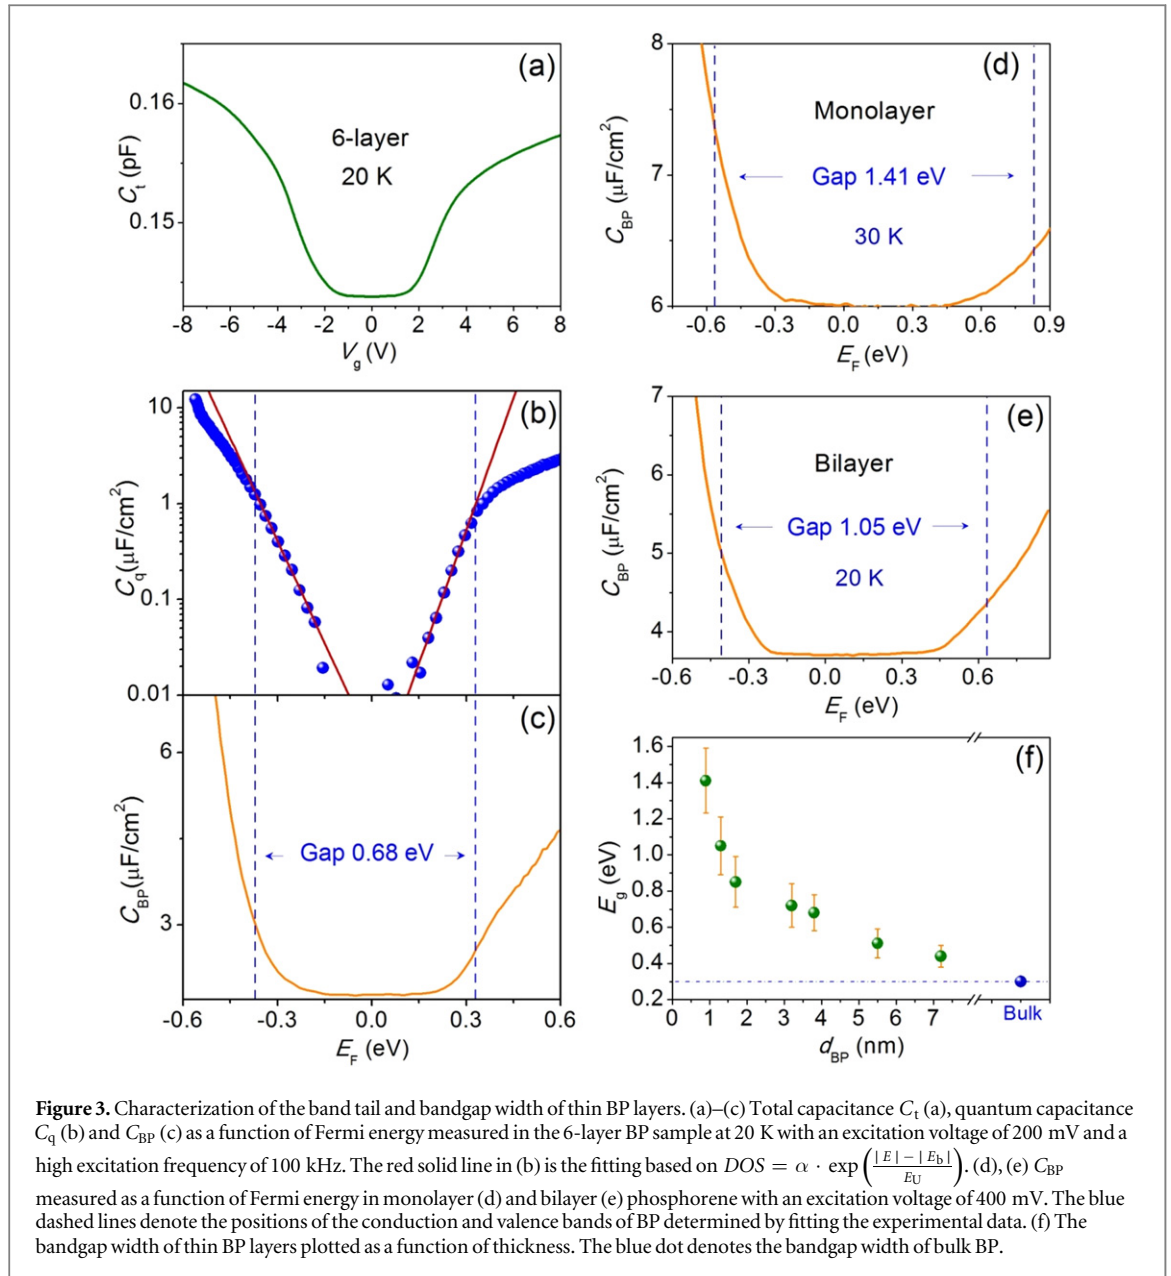 (a)
6-layer
20 K
0.16
0.15
C_t (pF)
-8 -6 -4 -2 0 2 4 6 8
V_g (V)
(b)
10
1
0.1
0.01
C_q (μF/cm²)
(c)
6
3
C_BP (μF/cm²)
Gap 0.68 eV
-0.6 -0.3 0.0 0.3 0.6
E_F (eV)
(d)
Monolayer
Gap 1.41 eV
30 K
8
7
6
C_BP (μF/cm²)
-0.6 -0.3 0.0 0.3 0.6 0.9
E_F (eV)
(e)
Bilayer
Gap 1.05 eV
20 K
7
6
5
4
C_BP (μF/cm²)
-0.6 -0.3 0.0 0.3 0.6
E_F (eV)
(f)
1.6
1.4
1.2
1.0
0.8
0.6
0.4
0.2
E_g (eV)
0 1 2 3 4 5 6 7
Bulk
d_BP (nm)
Figure 3. Characterization of the band tail and bandgap width of thin BP layers. (a)–(c) Total capacitance C_t (a), quantum capacitance
C_q (b) and C_BP (c) as a function of Fermi energy measured in the 6-layer BP sample at 20 K with an excitation voltage of 200 mV and a
high excitation frequency of 100 kHz. The red solid line in (b) is the fitting based on DOS = α · exp(|E| − |E_b| / E_U). (d), (e) C_BP
measured as a function of Fermi energy in monolayer (d) and bilayer (e) phosphorene with an excitation voltage of 400 mV. The blue
dashed lines denote the positions of the conduction and valence bands of BP determined by fitting the experimental data. (f) The
bandgap width of thin BP layers plotted as a function of thickness. The blue dot denotes the bandgap width of bulk BP.